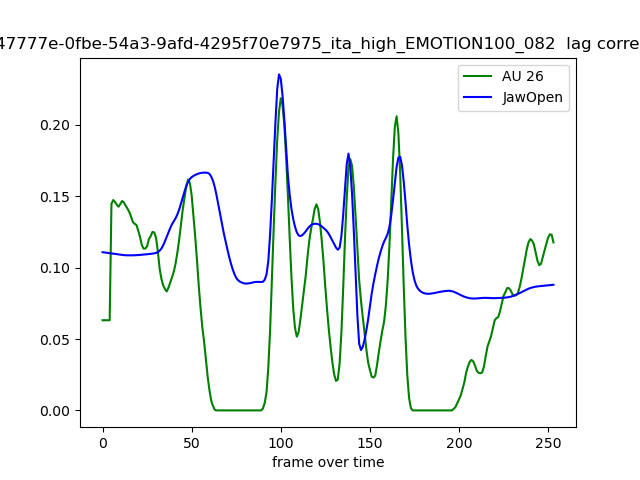 47777e-0fbe-54a3-9afd-4295f70e7975_ita_high_EMOTION100_082 lag corre
AU 26
JawOpen
0.20
0.15
0.10
0.05
0.00
0 50 100 150 200 250
frame over time